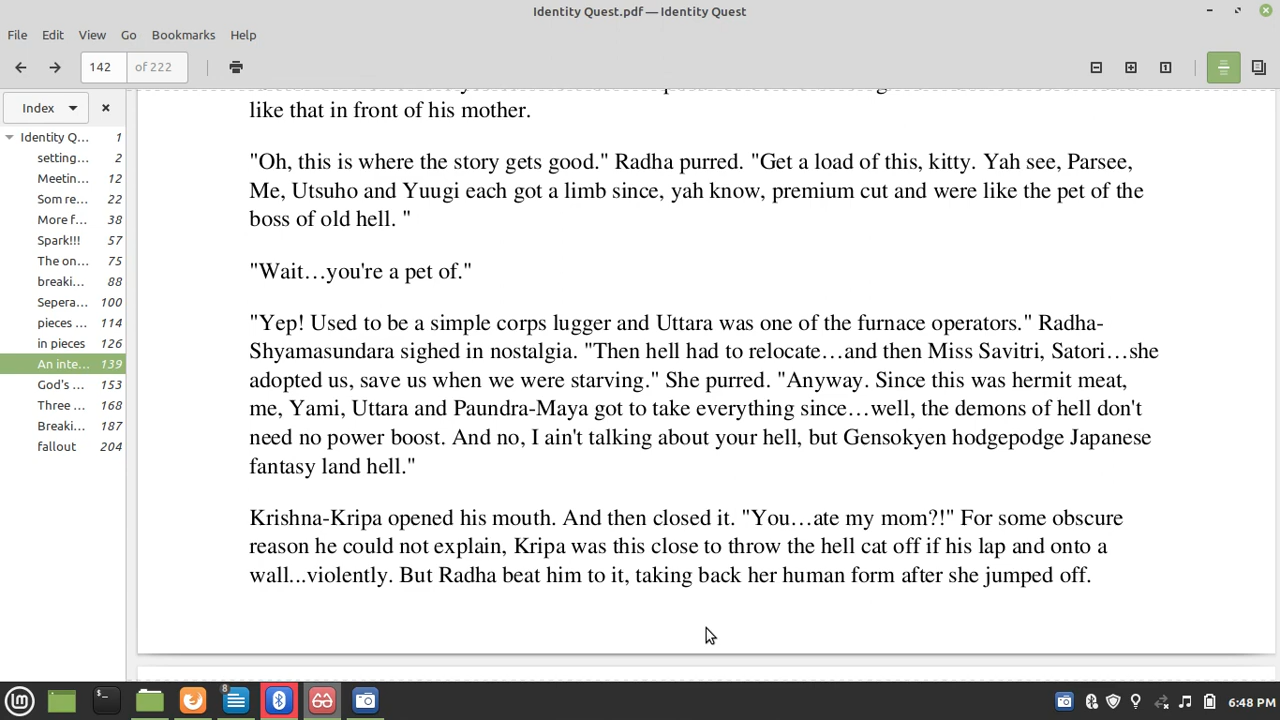 Identity Quest.pdf — Identity Quest
File Edit View Go Bookmarks Help
142 of 222
Index
Identity Q... 1
setting... 2
Meetin... 12
Som re... 22
More f... 38
Spark!!! 57
The on... 75
breaki... 88
Sepera... 100
pieces ... 114
in pieces 126
An inte... 139
God's ... 153
Three ... 168
Breaki... 187
fallout 204
like that in front of his mother.
"Oh, this is where the story gets good." Radha purred. "Get a load of this, kitty. Yah see, Parsee,
Me, Utsuho and Yuugi each got a limb since, yah know, premium cut and were like the pet of the
boss of old hell. "
"Wait…you're a pet of."
"Yep! Used to be a simple corps lugger and Uttara was one of the furnace operators." Radha-
Shyamasundara sighed in nostalgia. "Then hell had to relocate…and then Miss Savitri, Satori…she
adopted us, save us when we were starving." She purred. "Anyway. Since this was hermit meat,
me, Yami, Uttara and Paundra-Maya got to take everything since…well, the demons of hell don't
need no power boost. And no, I ain't talking about your hell, but Gensokyen hodgepodge Japanese
fantasy land hell."
Krishna-Kripa opened his mouth. And then closed it. "You…ate my mom?!" For some obscure
reason he could not explain, Kripa was this close to throw the hell cat off if his lap and onto a
wall...violently. But Radha beat him to it, taking back her human form after she jumped off.
8
6:48 PM